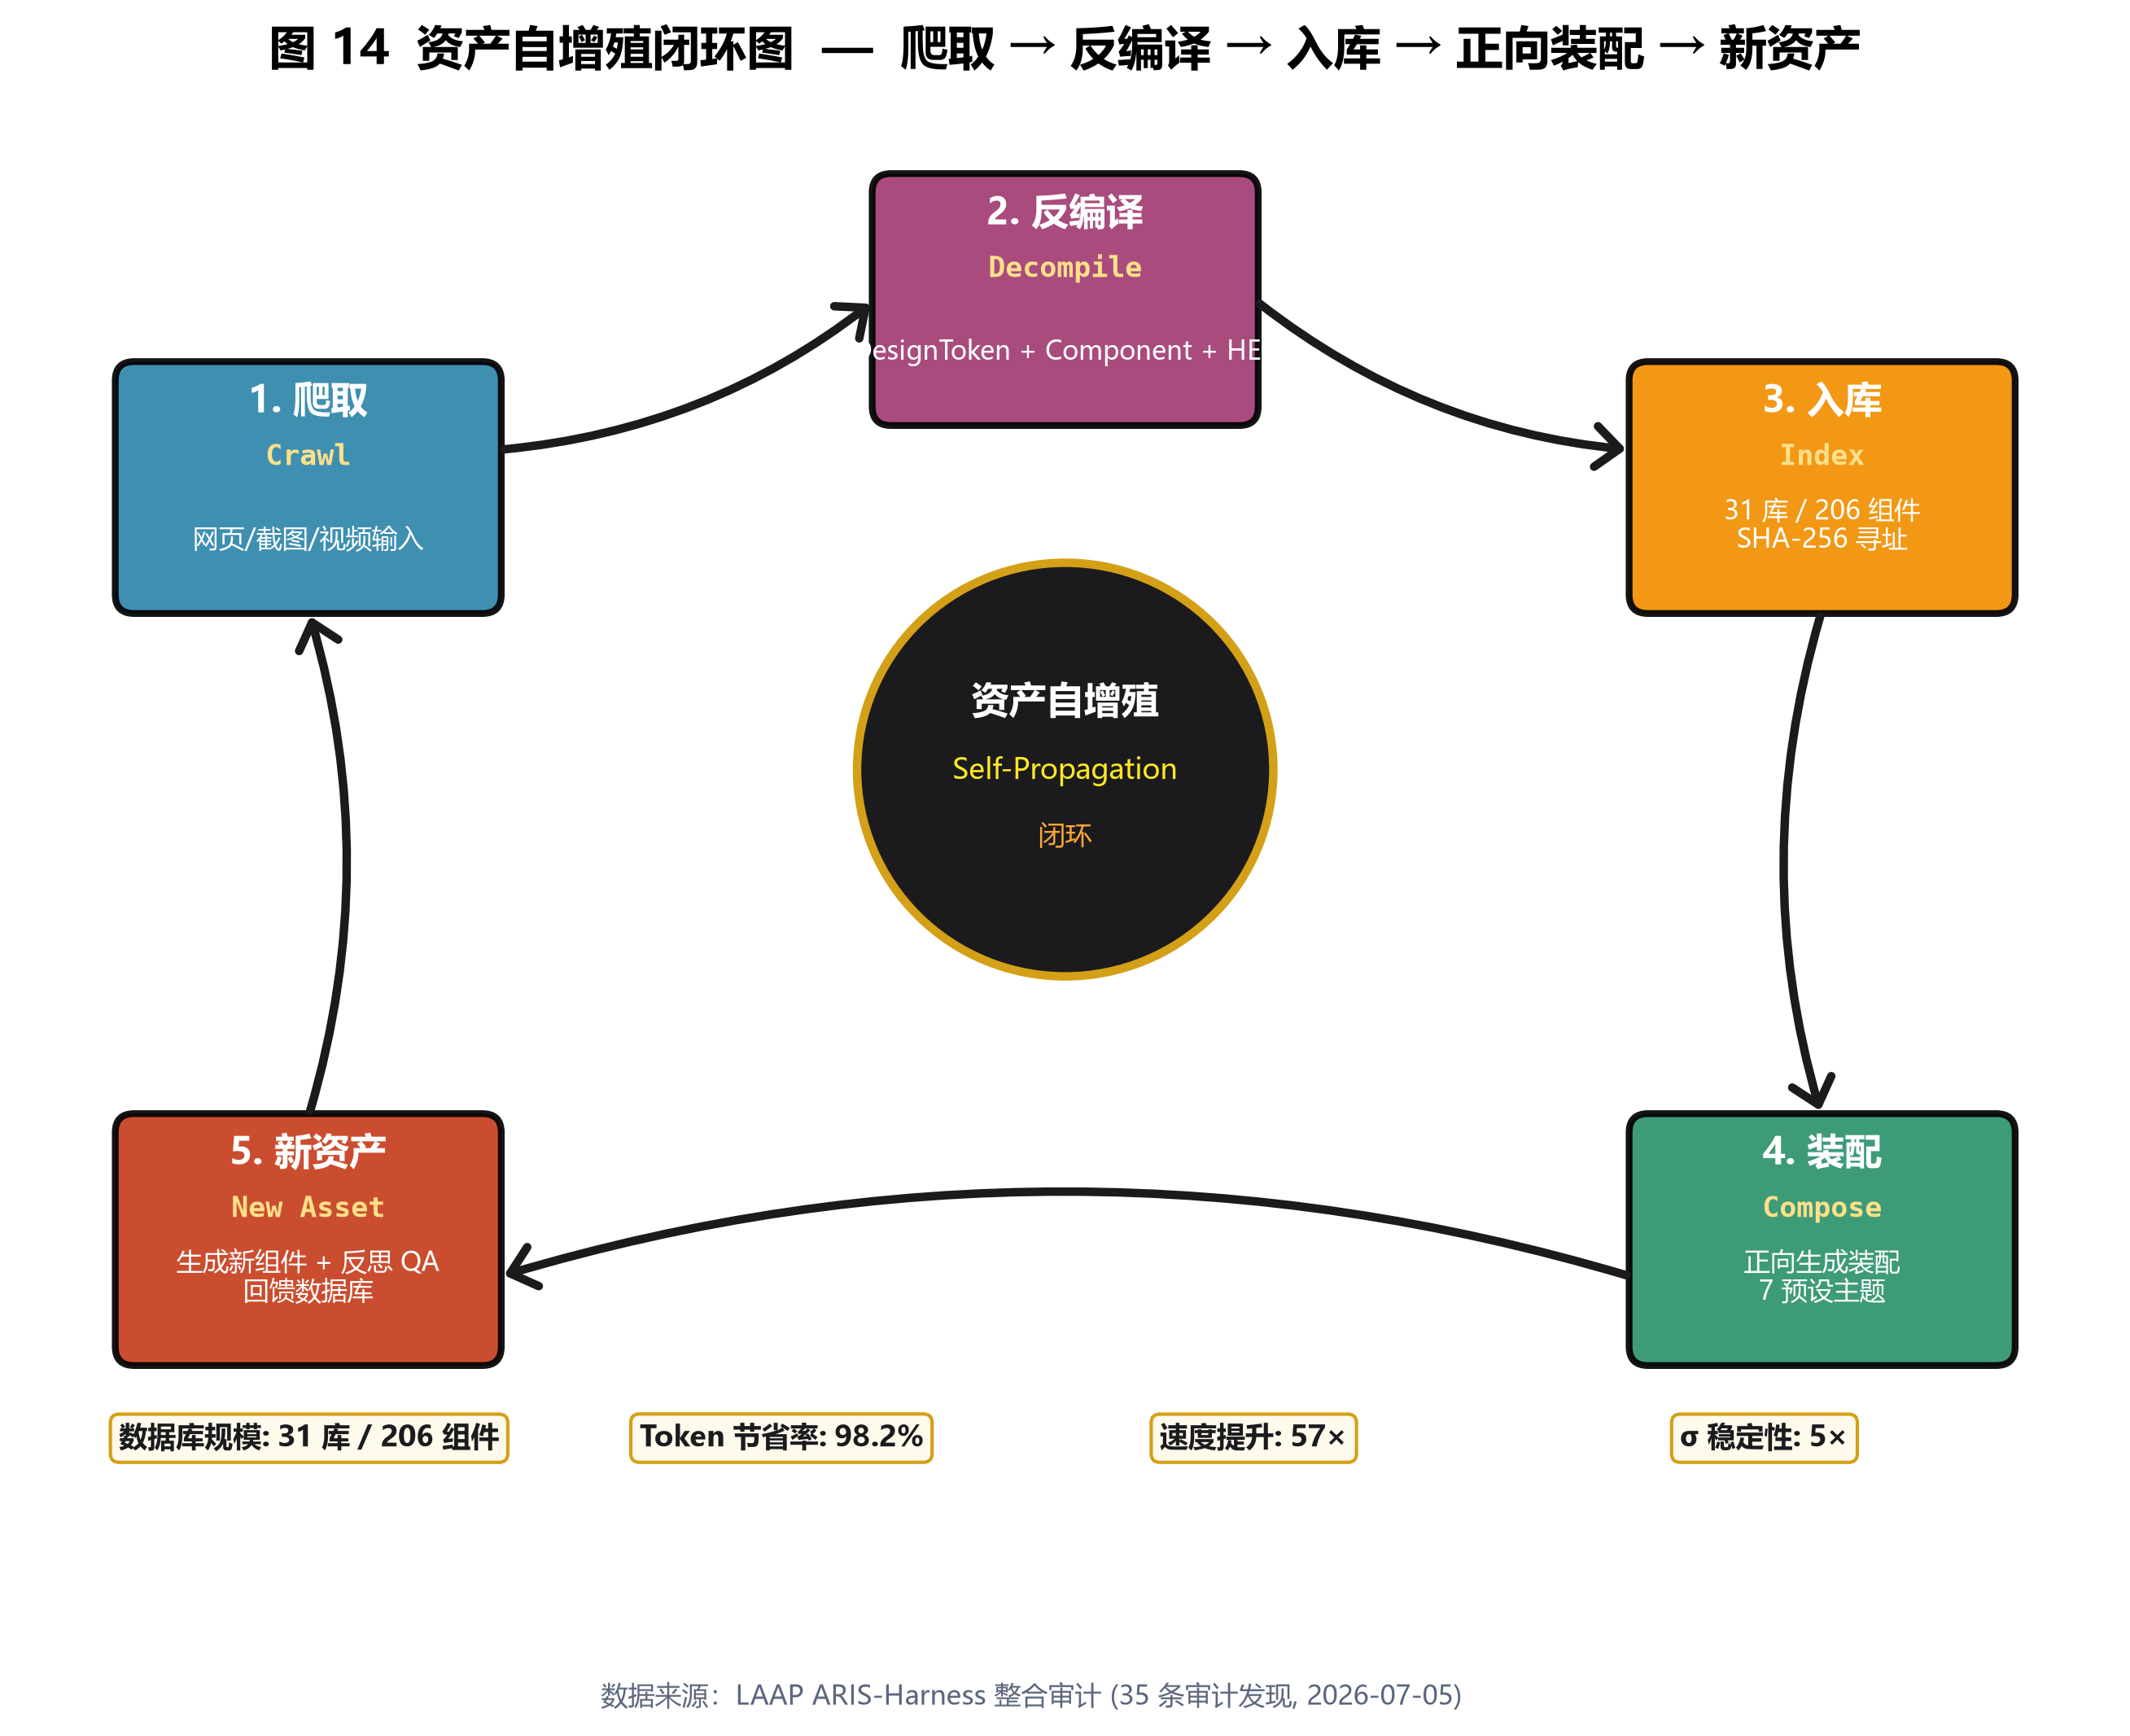 图 14 资产自增殖闭环图 — 爬取 → 反编译 → 入库 → 正向装配 → 新资产
2. 反编译
Decompile
DesignToken + Component + HE
1. 爬取
Crawl
网页/截图/视频输入
3. 入库
Index
31 库 / 206 组件
SHA-256 寻址
资产自增殖
Self-Propagation
闭环
5. 新资产
New Asset
生成新组件 + 反思 QA
回馈数据库
4. 装配
Compose
正向生成装配
7 预设主题
数据库规模: 31 库 / 206 组件
Token 节省率: 98.2%
速度提升: 57×
σ 稳定性: 5×
数据来源：LAAP ARIS-Harness 整合审计 (35 条审计发现, 2026-07-05)